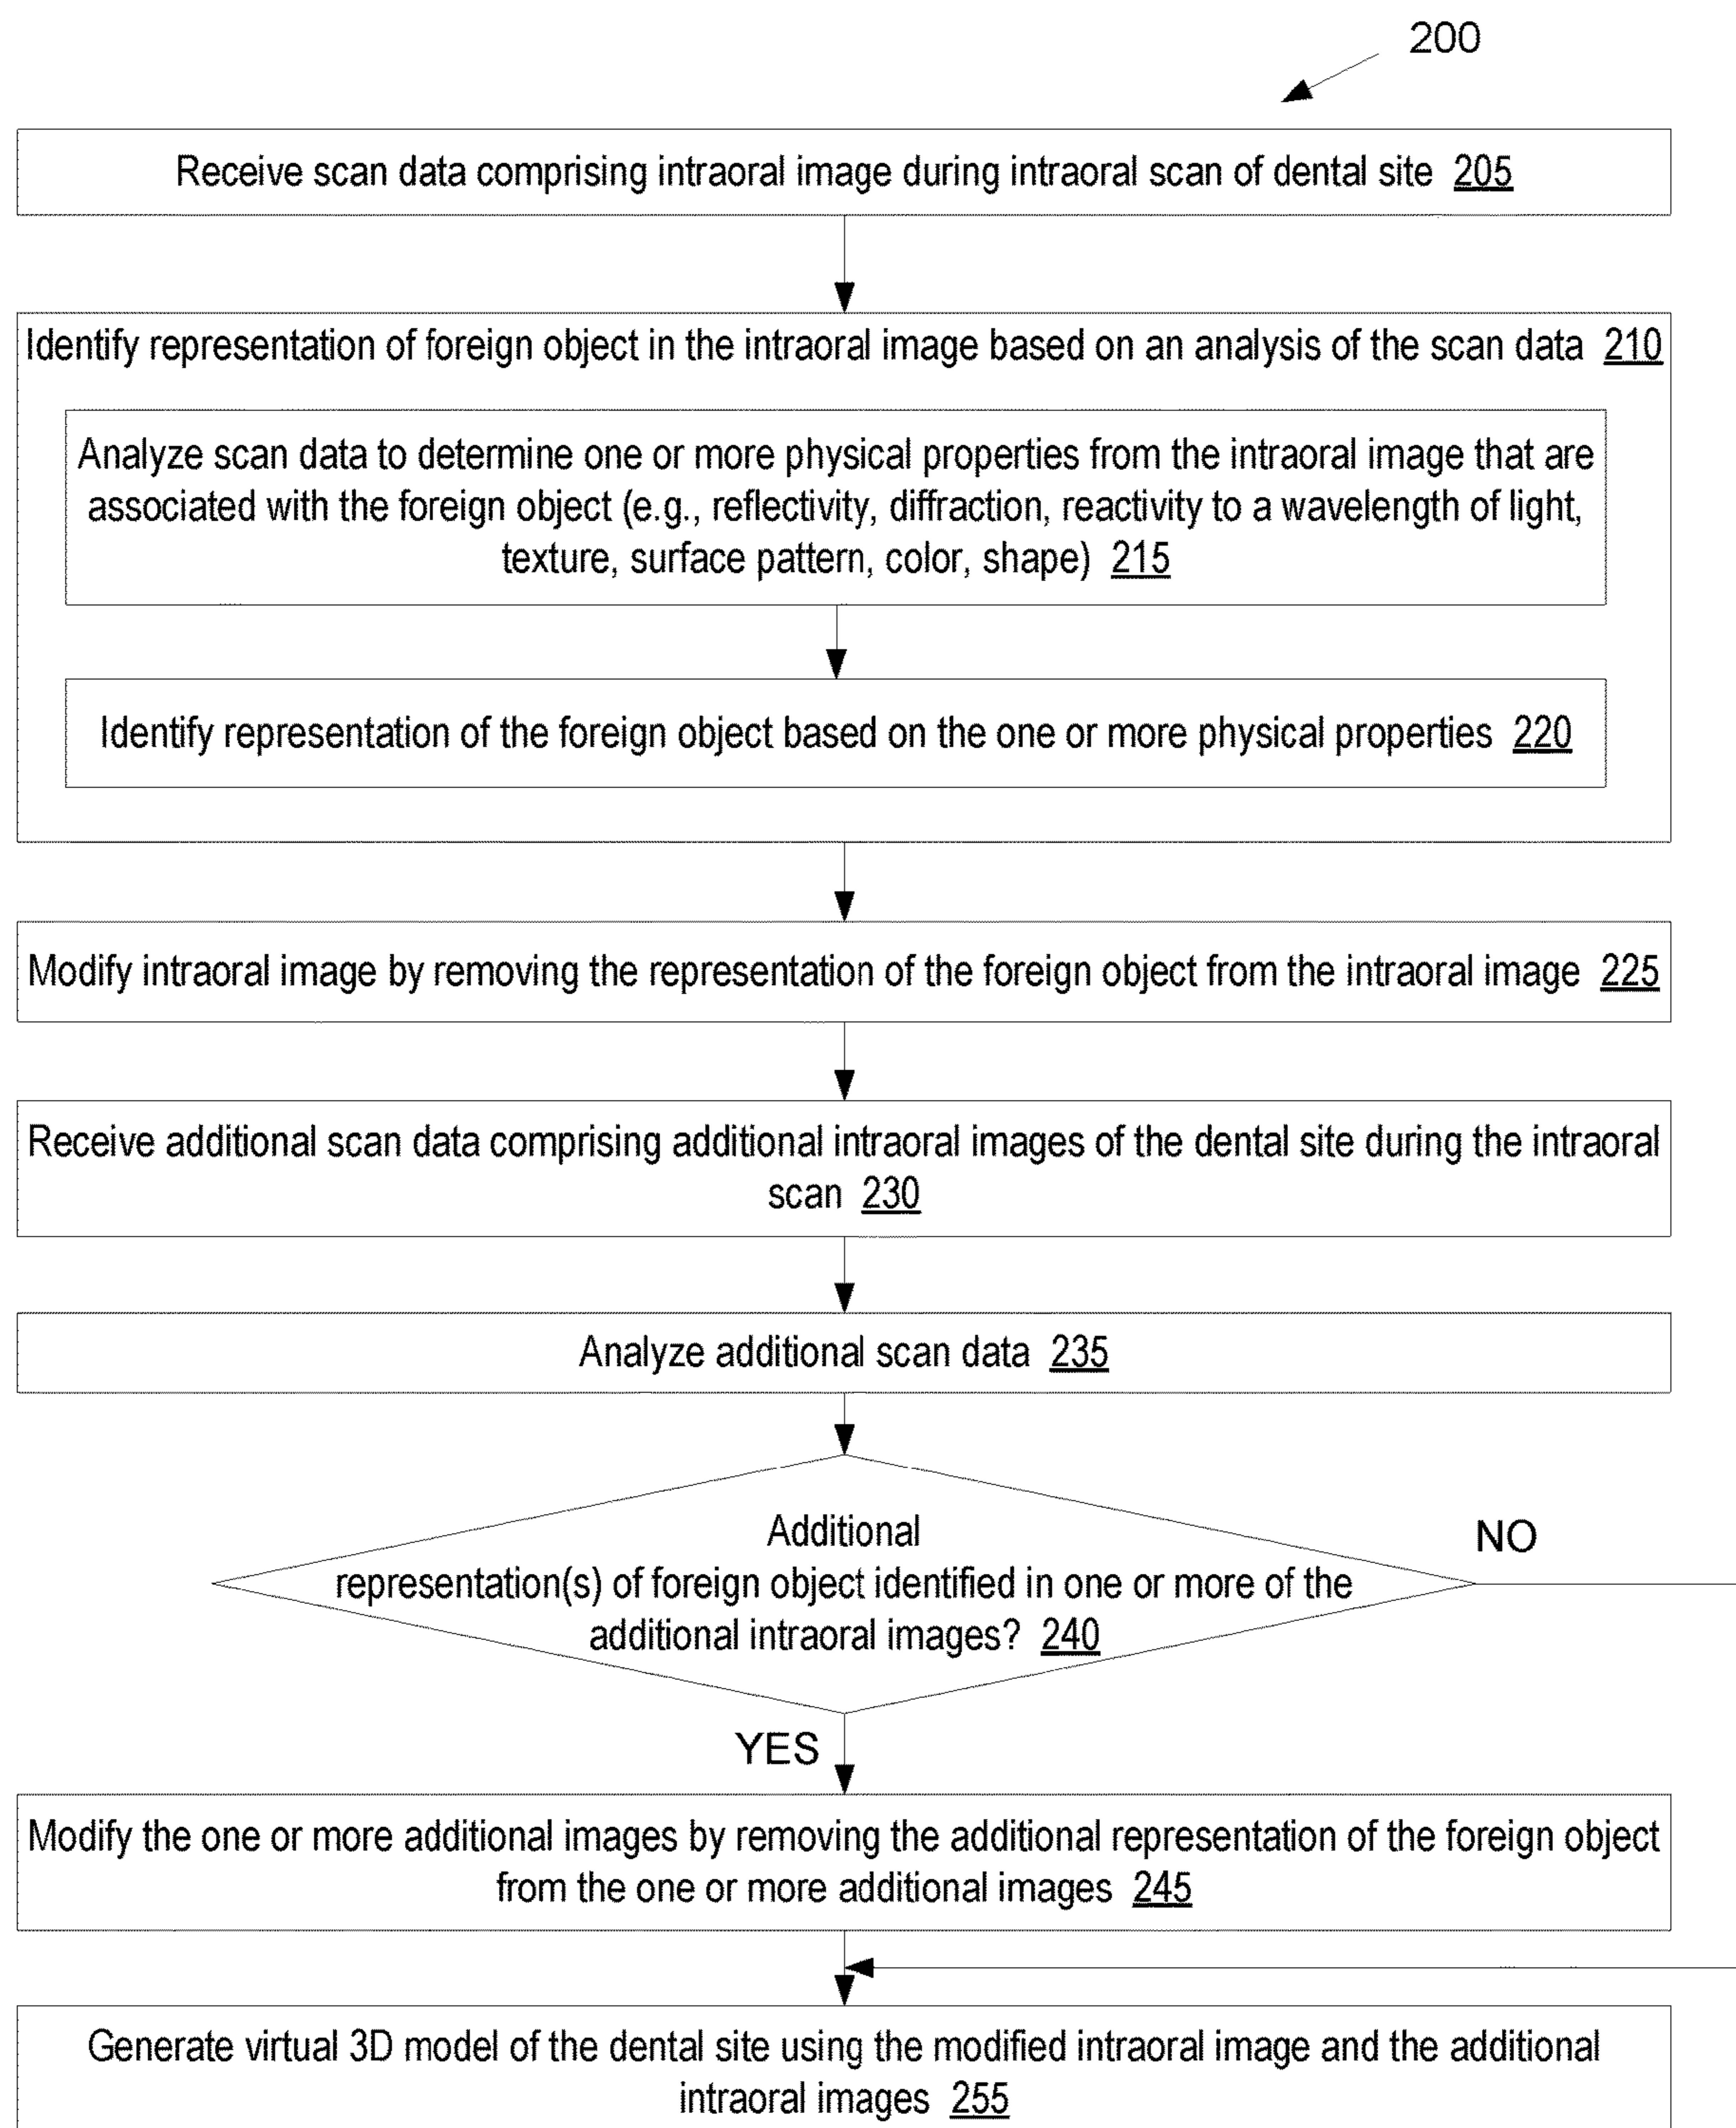 200
Receive scan data comprising intraoral image during intraoral scan of dental site 205
Identify representation of foreign object in the intraoral image based on an analysis of the scan data 210
Analyze scan data to determine one or more physical properties from the intraoral image that are
associated with the foreign object (e.g., reflectivity, diffraction, reactivity to a wavelength of light,
texture, surface pattern, color, shape) 215
Identify representation of the foreign object based on the one or more physical properties 220
Modify intraoral image by removing the representation of the foreign object from the intraoral image 225
Receive additional scan data comprising additional intraoral images of the dental site during the intraoral
scan 230
Analyze additional scan data 235
Additional
representation(s) of foreign object identified in one or more of the
additional intraoral images? 240
NO
YES
Modify the one or more additional images by removing the additional representation of the foreign object
from the one or more additional images 245
Generate virtual 3D model of the dental site using the modified intraoral image and the additional
intraoral images 255